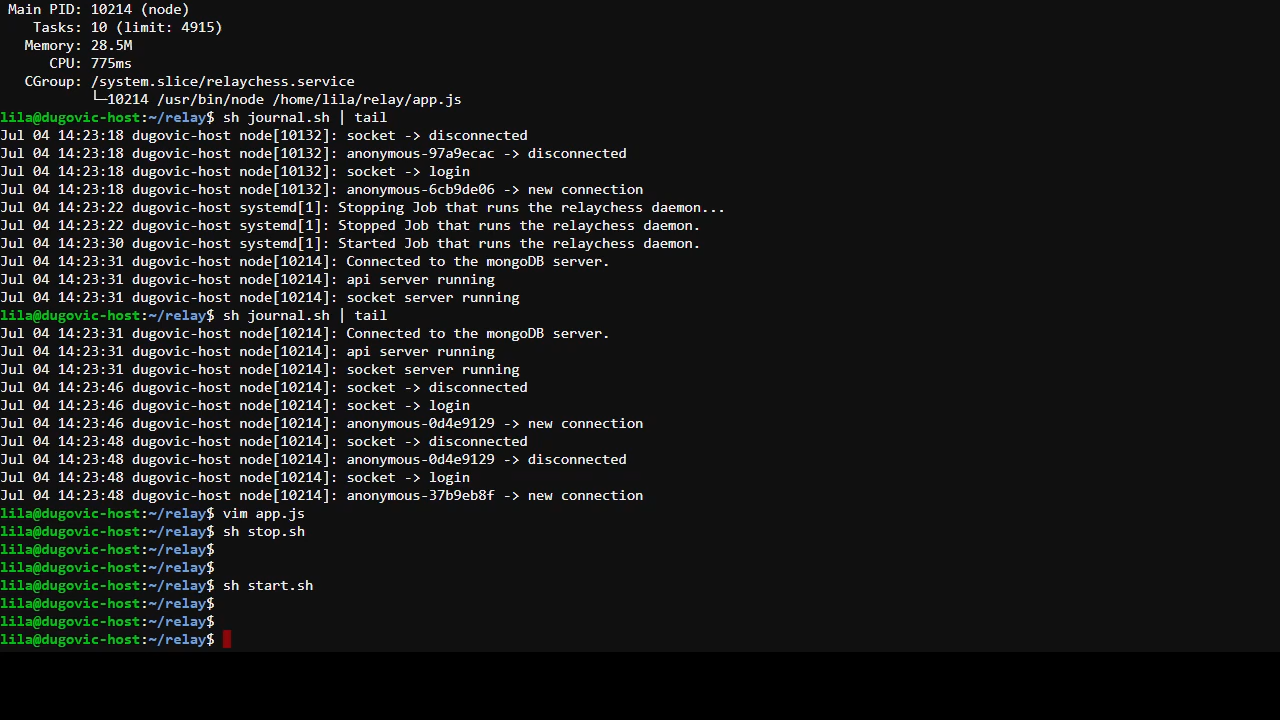 Main PID: 10214 (node)
Tasks: 10 (limit: 4915)
Memory: 28.5M
CPU: 775ms
CGroup: /system.slice/relaychess.service
└─10214 /usr/bin/node /home/lila/relay/app.js
lila@dugovic-host:~/relay$ sh journal.sh | tail
Jul 04 14:23:18 dugovic-host node[10132]: socket -> disconnected
Jul 04 14:23:18 dugovic-host node[10132]: anonymous-97a9ecac -> disconnected
Jul 04 14:23:18 dugovic-host node[10132]: socket -> login
Jul 04 14:23:18 dugovic-host node[10132]: anonymous-6cb9de06 -> new connection
Jul 04 14:23:22 dugovic-host systemd[1]: Stopping Job that runs the relaychess daemon...
Jul 04 14:23:22 dugovic-host systemd[1]: Stopped Job that runs the relaychess daemon.
Jul 04 14:23:30 dugovic-host systemd[1]: Started Job that runs the relaychess daemon.
Jul 04 14:23:31 dugovic-host node[10214]: Connected to the mongoDB server.
Jul 04 14:23:31 dugovic-host node[10214]: api server running
Jul 04 14:23:31 dugovic-host node[10214]: socket server running
lila@dugovic-host:~/relay$ sh journal.sh | tail
Jul 04 14:23:31 dugovic-host node[10214]: Connected to the mongoDB server.
Jul 04 14:23:31 dugovic-host node[10214]: api server running
Jul 04 14:23:31 dugovic-host node[10214]: socket server running
Jul 04 14:23:46 dugovic-host node[10214]: socket -> disconnected
Jul 04 14:23:46 dugovic-host node[10214]: socket -> login
Jul 04 14:23:46 dugovic-host node[10214]: anonymous-0d4e9129 -> new connection
Jul 04 14:23:48 dugovic-host node[10214]: socket -> disconnected
Jul 04 14:23:48 dugovic-host node[10214]: anonymous-0d4e9129 -> disconnected
Jul 04 14:23:48 dugovic-host node[10214]: socket -> login
Jul 04 14:23:48 dugovic-host node[10214]: anonymous-37b9eb8f -> new connection
lila@dugovic-host:~/relay$ vim app.js
lila@dugovic-host:~/relay$ sh stop.sh
lila@dugovic-host:~/relay$
lila@dugovic-host:~/relay$
lila@dugovic-host:~/relay$ sh start.sh
lila@dugovic-host:~/relay$
lila@dugovic-host:~/relay$
lila@dugovic-host:~/relay$